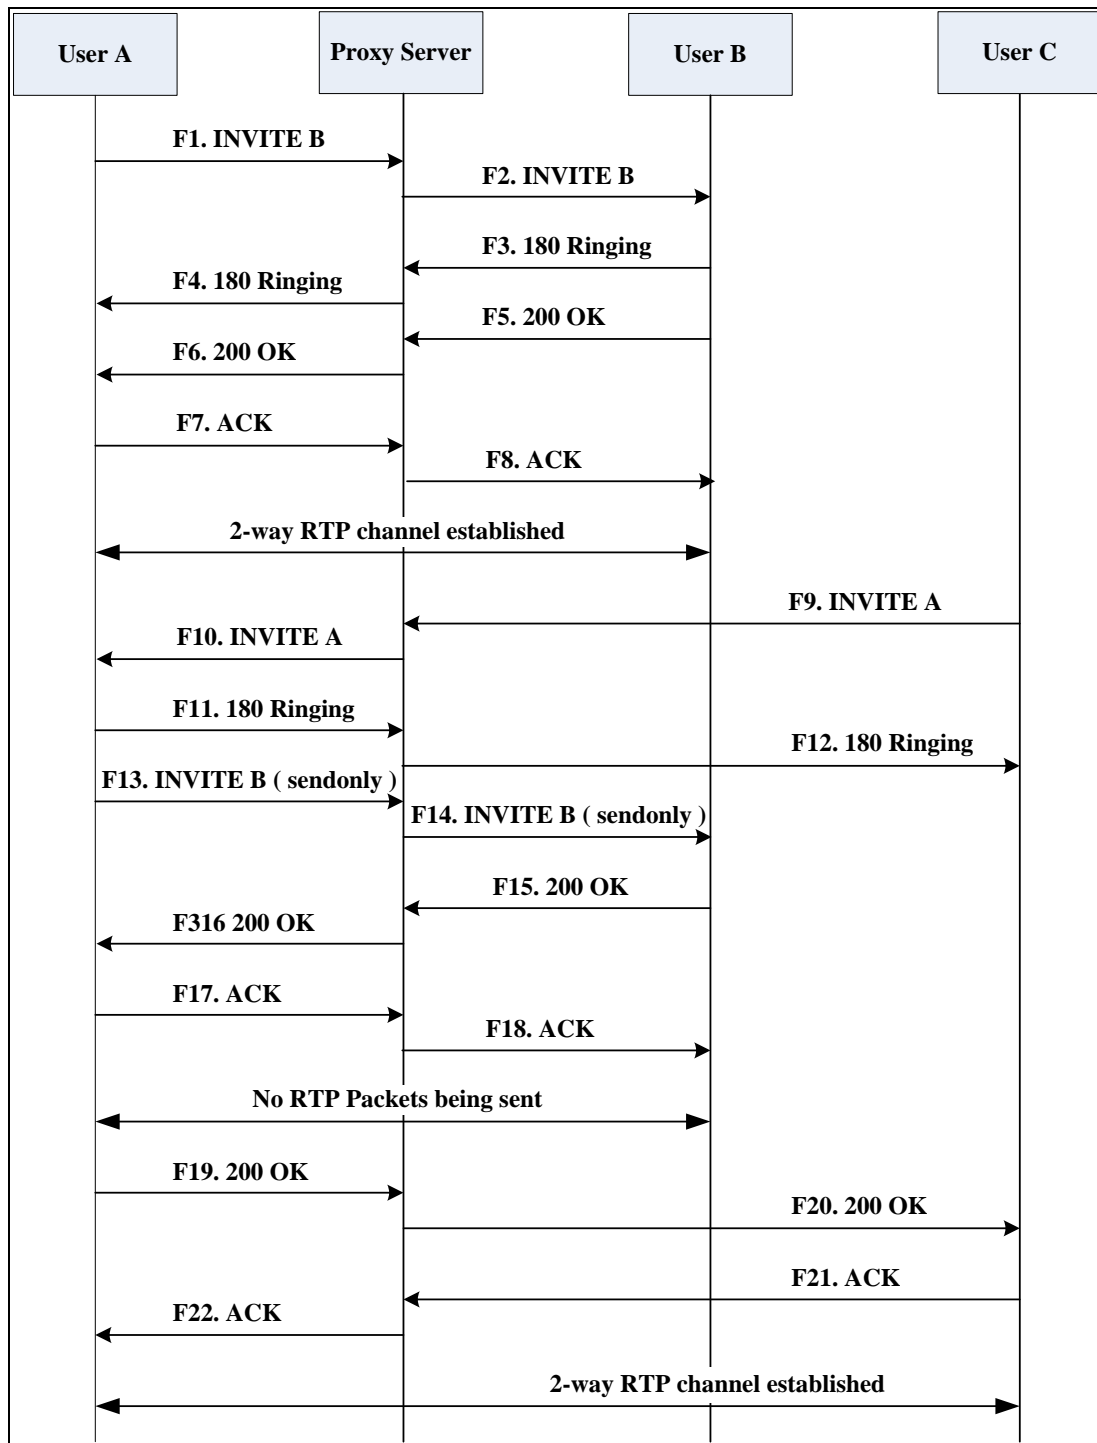 User A
Proxy Server
User B
User C
F1. INVITE B
F2. INVITE B
F3. 180 Ringing
F4. 180 Ringing
F5. 200 OK
F6. 200 OK
F7. ACK
F8. ACK
2-way RTP channel established
F9. INVITE A
F10. INVITE A
F11. 180 Ringing
F12. 180 Ringing
F13. INVITE B ( sendonly )
F14. INVITE B ( sendonly )
F15. 200 OK
F316 200 OK
F17. ACK
F18. ACK
No RTP Packets being sent
F19. 200 OK
F20. 200 OK
F21. ACK
F22. ACK
2-way RTP channel established